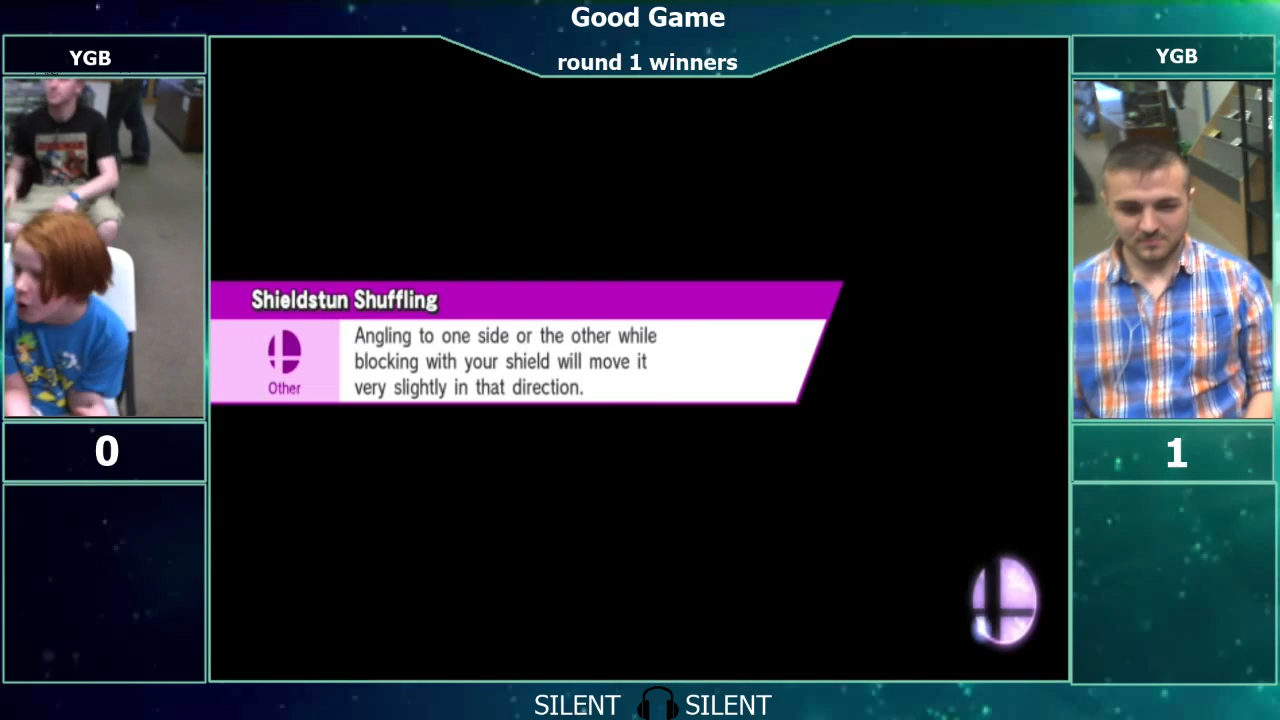 Good Game
YGB
round 1 winners
YGB
Shieldstun Shuffling
Angling to one side or the other while
blocking with your shield will move it
very slightly in that direction.
Other
0
1
SILENT SILENT